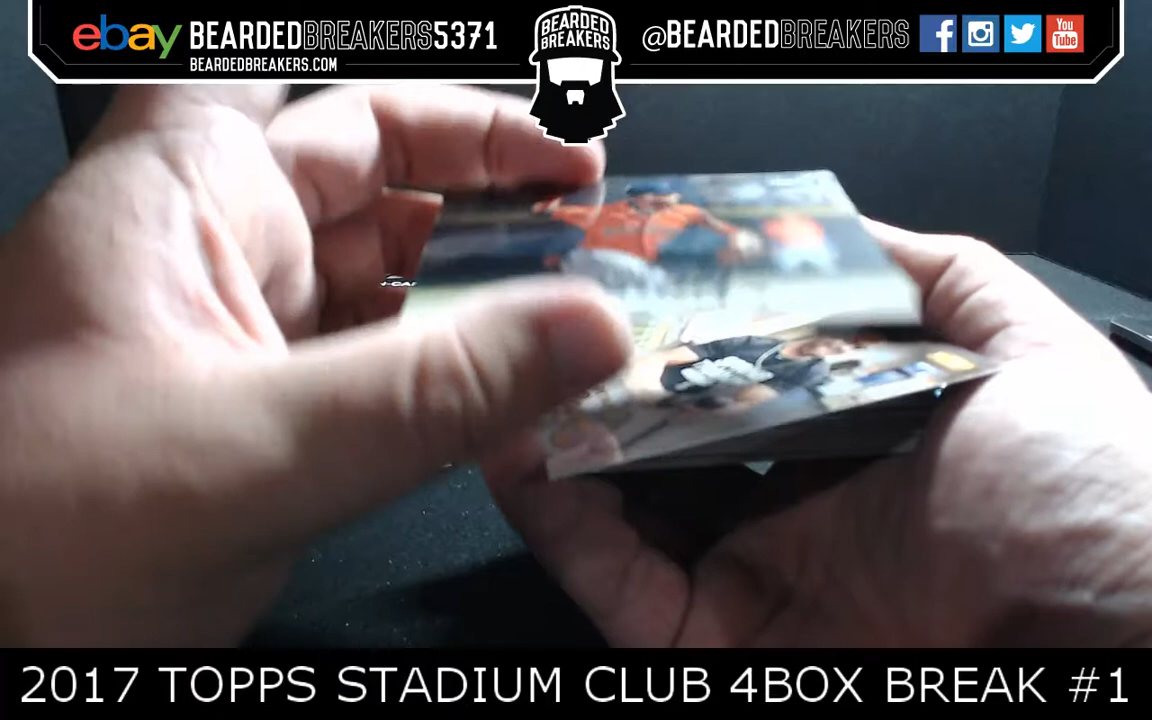 ebay BEARDEDBREAKERS5371
BEARDEDBREAKERS.COM
BEARDED
BREAKERS
@BEARDEDBREAKERS
You
Tube
2017 TOPPS STADIUM CLUB 4BOX BREAK #1